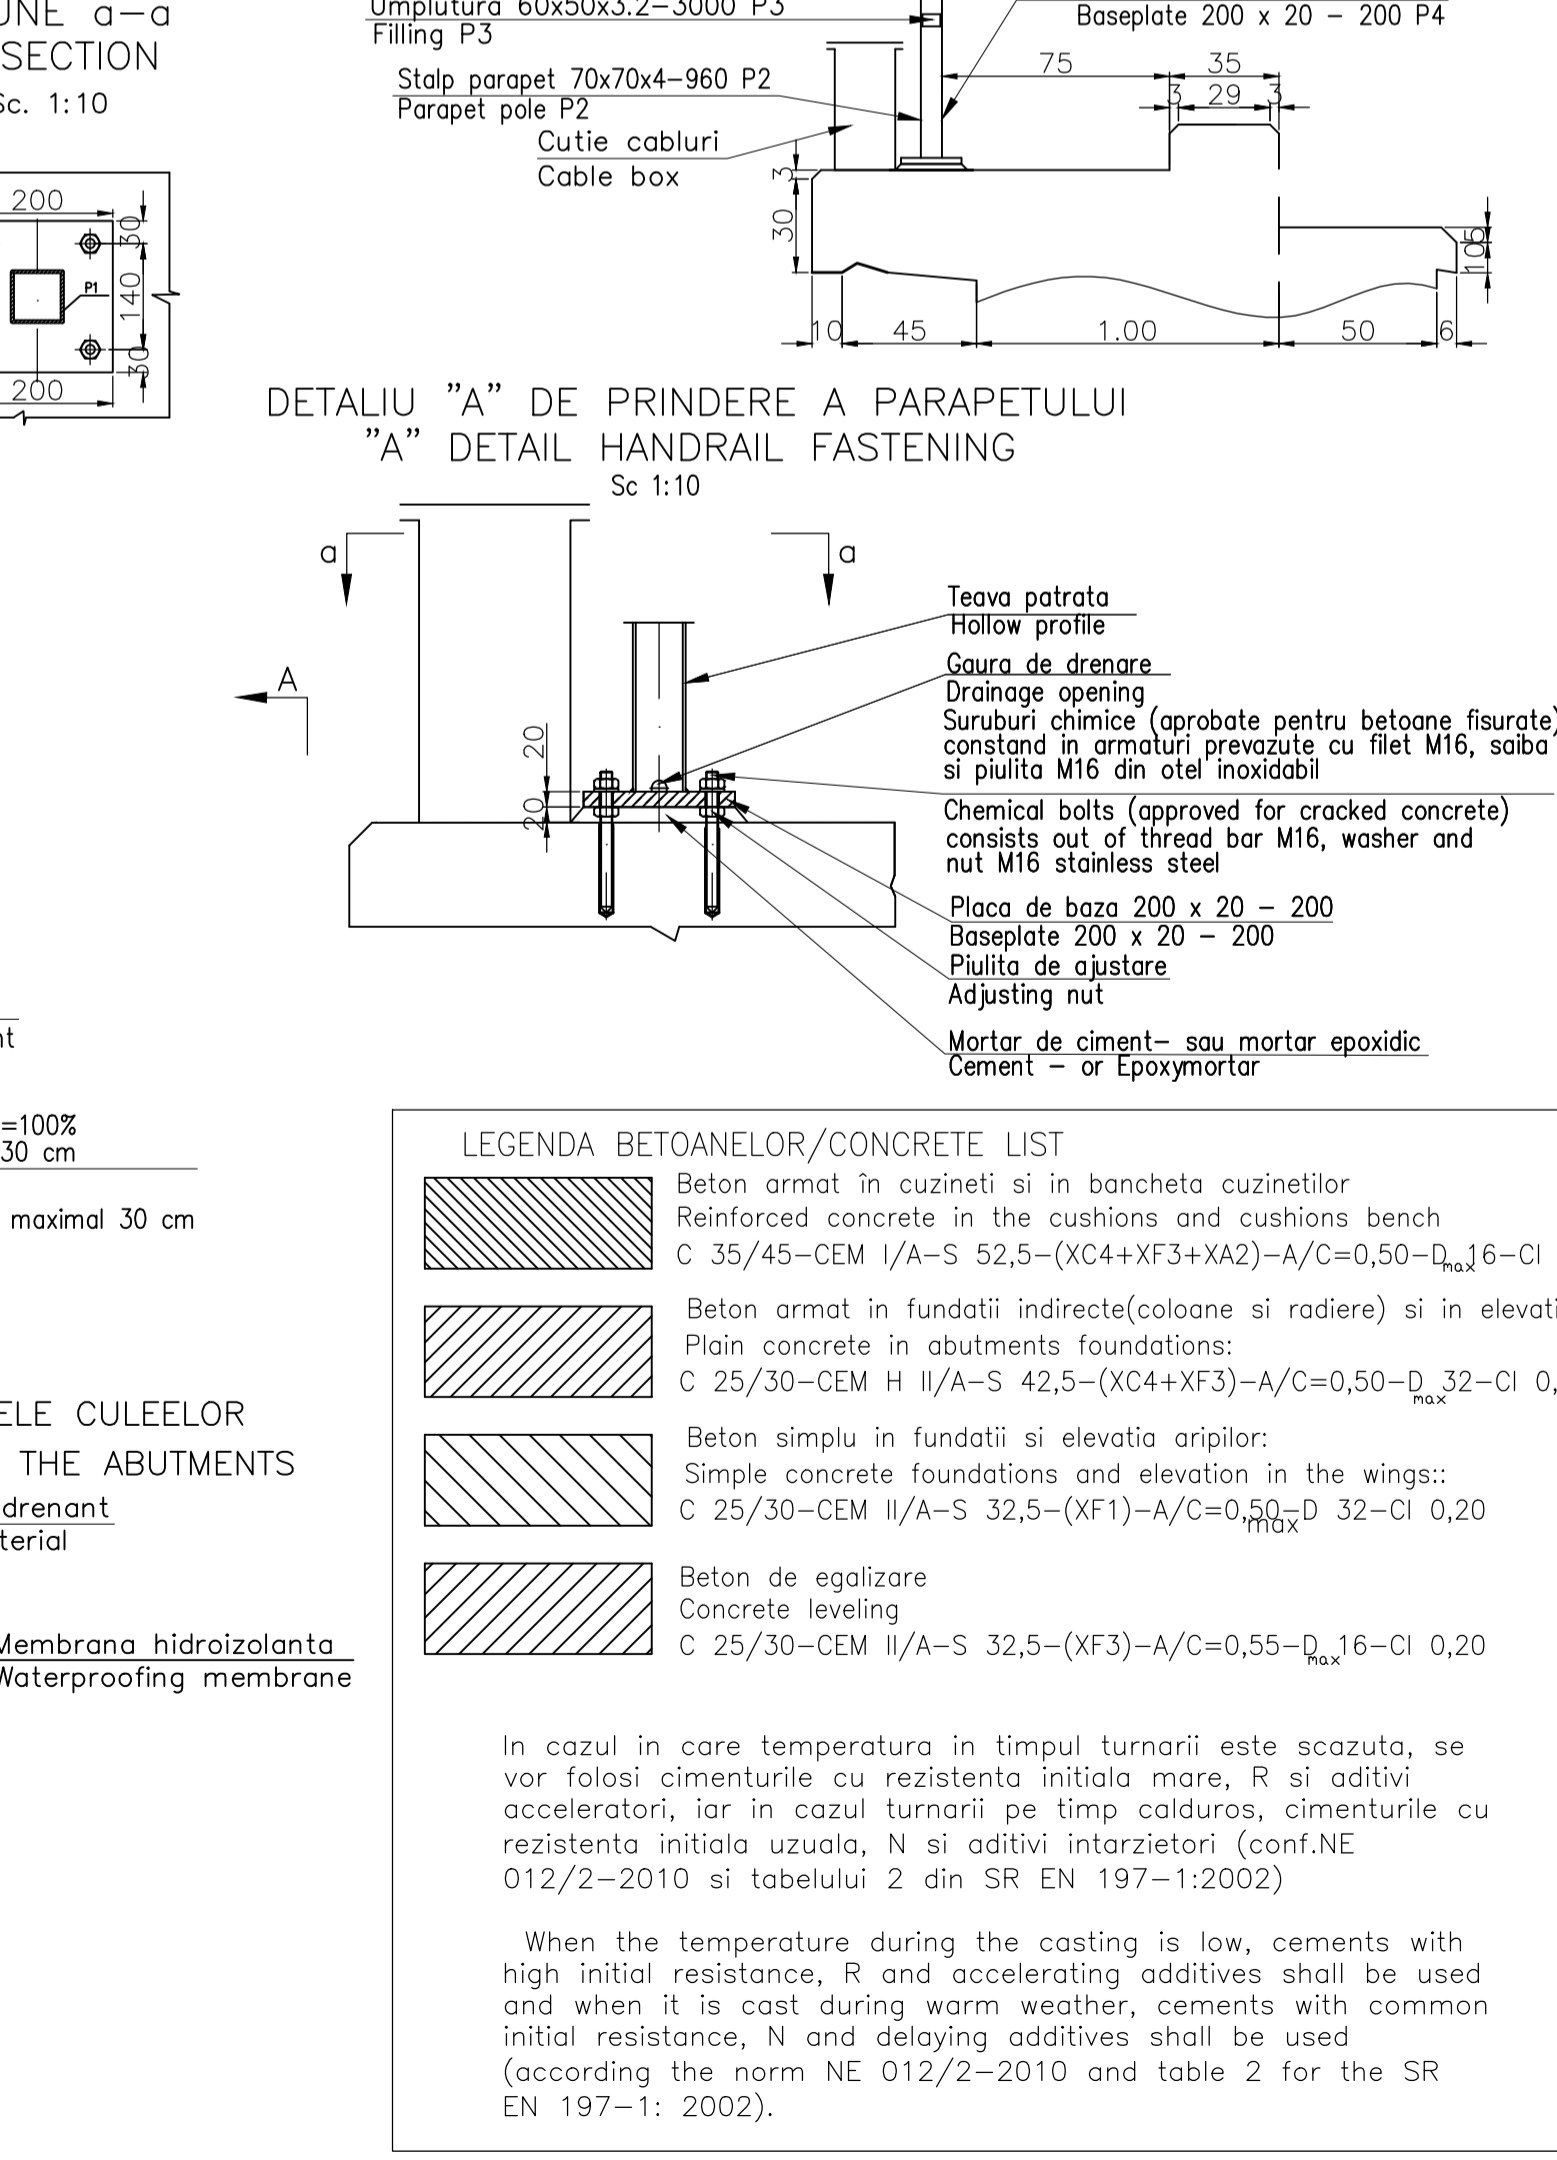 UNE a-a
SECTION
Sc. 1:10
Umplutura 60x50x3.2-3000 P3
Filling P3
Stalp parapet 70x70x4-960 P2
Parapet pole P2
Cutie cabluri
Cable box
Baseplate 200 x 20 - 200 P4
75
35
3
29
3
3
30
5
10
10
45
1.00
50
6
200
30
P1
140
30
200
DETALIU "A" DE PRINDERE A PARAPETULUI
"A" DETAIL HANDRAIL FASTENING
Sc 1:10
a
a
A
20
20
Teava patrata
Hollow profile
Gaura de drenare
Drainage opening
Suruburi chimice (aprobate pentru betoane fisurate)
constand in armaturi prevazute cu filet M16, saiba
si piulita M16 din otel inoxidabil
Chemical bolts (approved for cracked concrete)
consists out of thread bar M16, washer and
nut M16 stainless steel
Placa de baza 200 x 20 - 200
Baseplate 200 x 20 - 200
Piulita de ajustare
Adjusting nut
Mortar de ciment- sau mortar epoxidic
Cement - or Epoxymortar
nt
=100%
30 cm
maximal 30 cm
ELE CULEELOR
THE ABUTMENTS
drenant
terial
Membrana hidroizolanta
Waterproofing membrane
LEGENDA BETOANELOR/CONCRETE LIST
Beton armat în cuzineti si in bancheta cuzinetilor
Reinforced concrete in the cushions and cushions bench
C 35/45-CEM I/A-S 52,5-(XC4+XF3+XA2)-A/C=0,50-Dmax16-Cl
Beton armat in fundatii indirecte(coloane si radiere) si in elevati
Plain concrete in abutments foundations:
C 25/30-CEM H II/A-S 42,5-(XC4+XF3)-A/C=0,50-Dmax 32-Cl 0,
Beton simplu in fundatii si elevatia aripilor:
Simple concrete foundations and elevation in the wings::
C 25/30-CEM II/A-S 32,5-(XF1)-A/C=0,50-D max 32-Cl 0,20
Beton de egalizare
Concrete leveling
C 25/30-CEM II/A-S 32,5-(XF3)-A/C=0,55-Dmax16-Cl 0,20
In cazul in care temperatura in timpul turnarii este scazuta, se
vor folosi cimenturile cu rezistenta initiala mare, R si aditivi
acceleratori, iar in cazul turnarii pe timp calduros, cimenturile cu
rezistenta initiala uzuala, N si aditivi intarzietori (conf.NE
012/2-2010 si tabelului 2 din SR EN 197-1:2002)
When the temperature during the casting is low, cements with
high initial resistance, R and accelerating additives shall be used
and when it is cast during warm weather, cements with common
initial resistance, N and delaying additives shall be used
(according the norm NE 012/2-2010 and table 2 for the SR
EN 197-1: 2002).